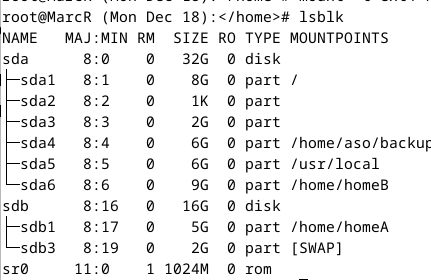 root@MarcR (Mon Dec 18):</home># lsblk
NAME   MAJ:MIN RM  SIZE RO TYPE MOUNTPOINTS
sda      8:0    0   32G  0 disk
├─sda1   8:1    0    8G  0 part /
├─sda2   8:2    0    1K  0 part
├─sda3   8:3    0    2G  0 part
├─sda4   8:4    0    6G  0 part /home/aso/backup
├─sda5   8:5    0    6G  0 part /usr/local
└─sda6   8:6    0    9G  0 part /home/homeB
sdb      8:16   0   16G  0 disk
├─sdb1   8:17   0    5G  0 part /home/homeA
└─sdb3   8:19   0    2G  0 part [SWAP]
sr0     11:0    1 1024M  0 rom